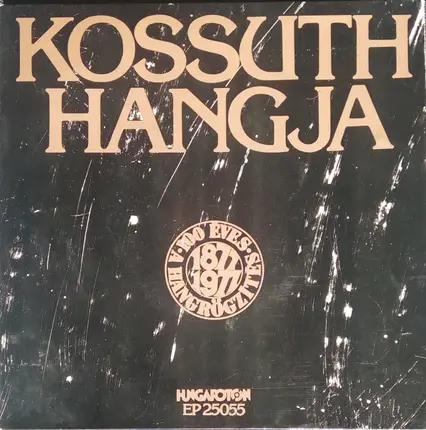 KOSSUTH
HANGJA
100 ÉVES A HANGRÖGZÍTÉS
1877
1977
HUNGAROTON
EP 25055